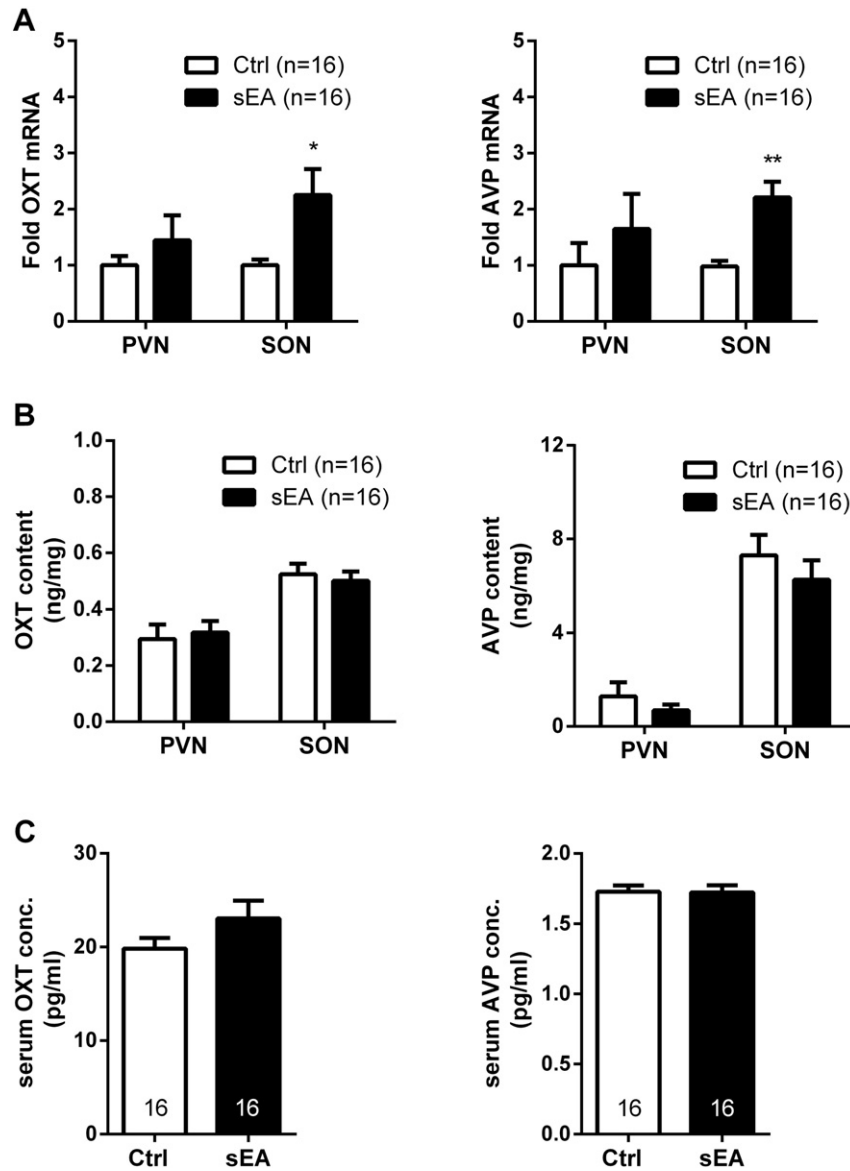 A
Fold OXT mRNA
5
4
3
2
1
0
Ctrl (n=16)
sEA (n=16)
*
PVN
SON
Fold AVP mRNA
5
4
3
2
1
0
Ctrl (n=16)
sEA (n=16)
**
PVN
SON
B
OXT content
(ng/mg)
1.0
0.8
0.6
0.4
0.2
0.0
Ctrl (n=16)
sEA (n=16)
PVN
SON
AVP content
(ng/mg)
12
8
4
0
Ctrl (n=16)
sEA (n=16)
PVN
SON
C
serum OXT conc.
(pg/ml)
30
20
10
0
16
16
Ctrl
sEA
serum AVP conc.
(pg/ml)
2.0
1.5
1.0
0.5
0.0
16
16
Ctrl
sEA